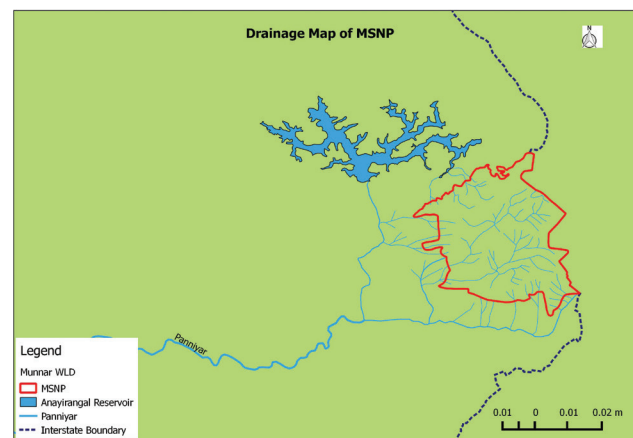 Drainage Map of MSNP
N
Panniyar
Legend
Munnar WLD
MSNP
Anayirangal Reservoir
Panniyar
Interstate Boundary
0.01 0 0.01 0.02 m